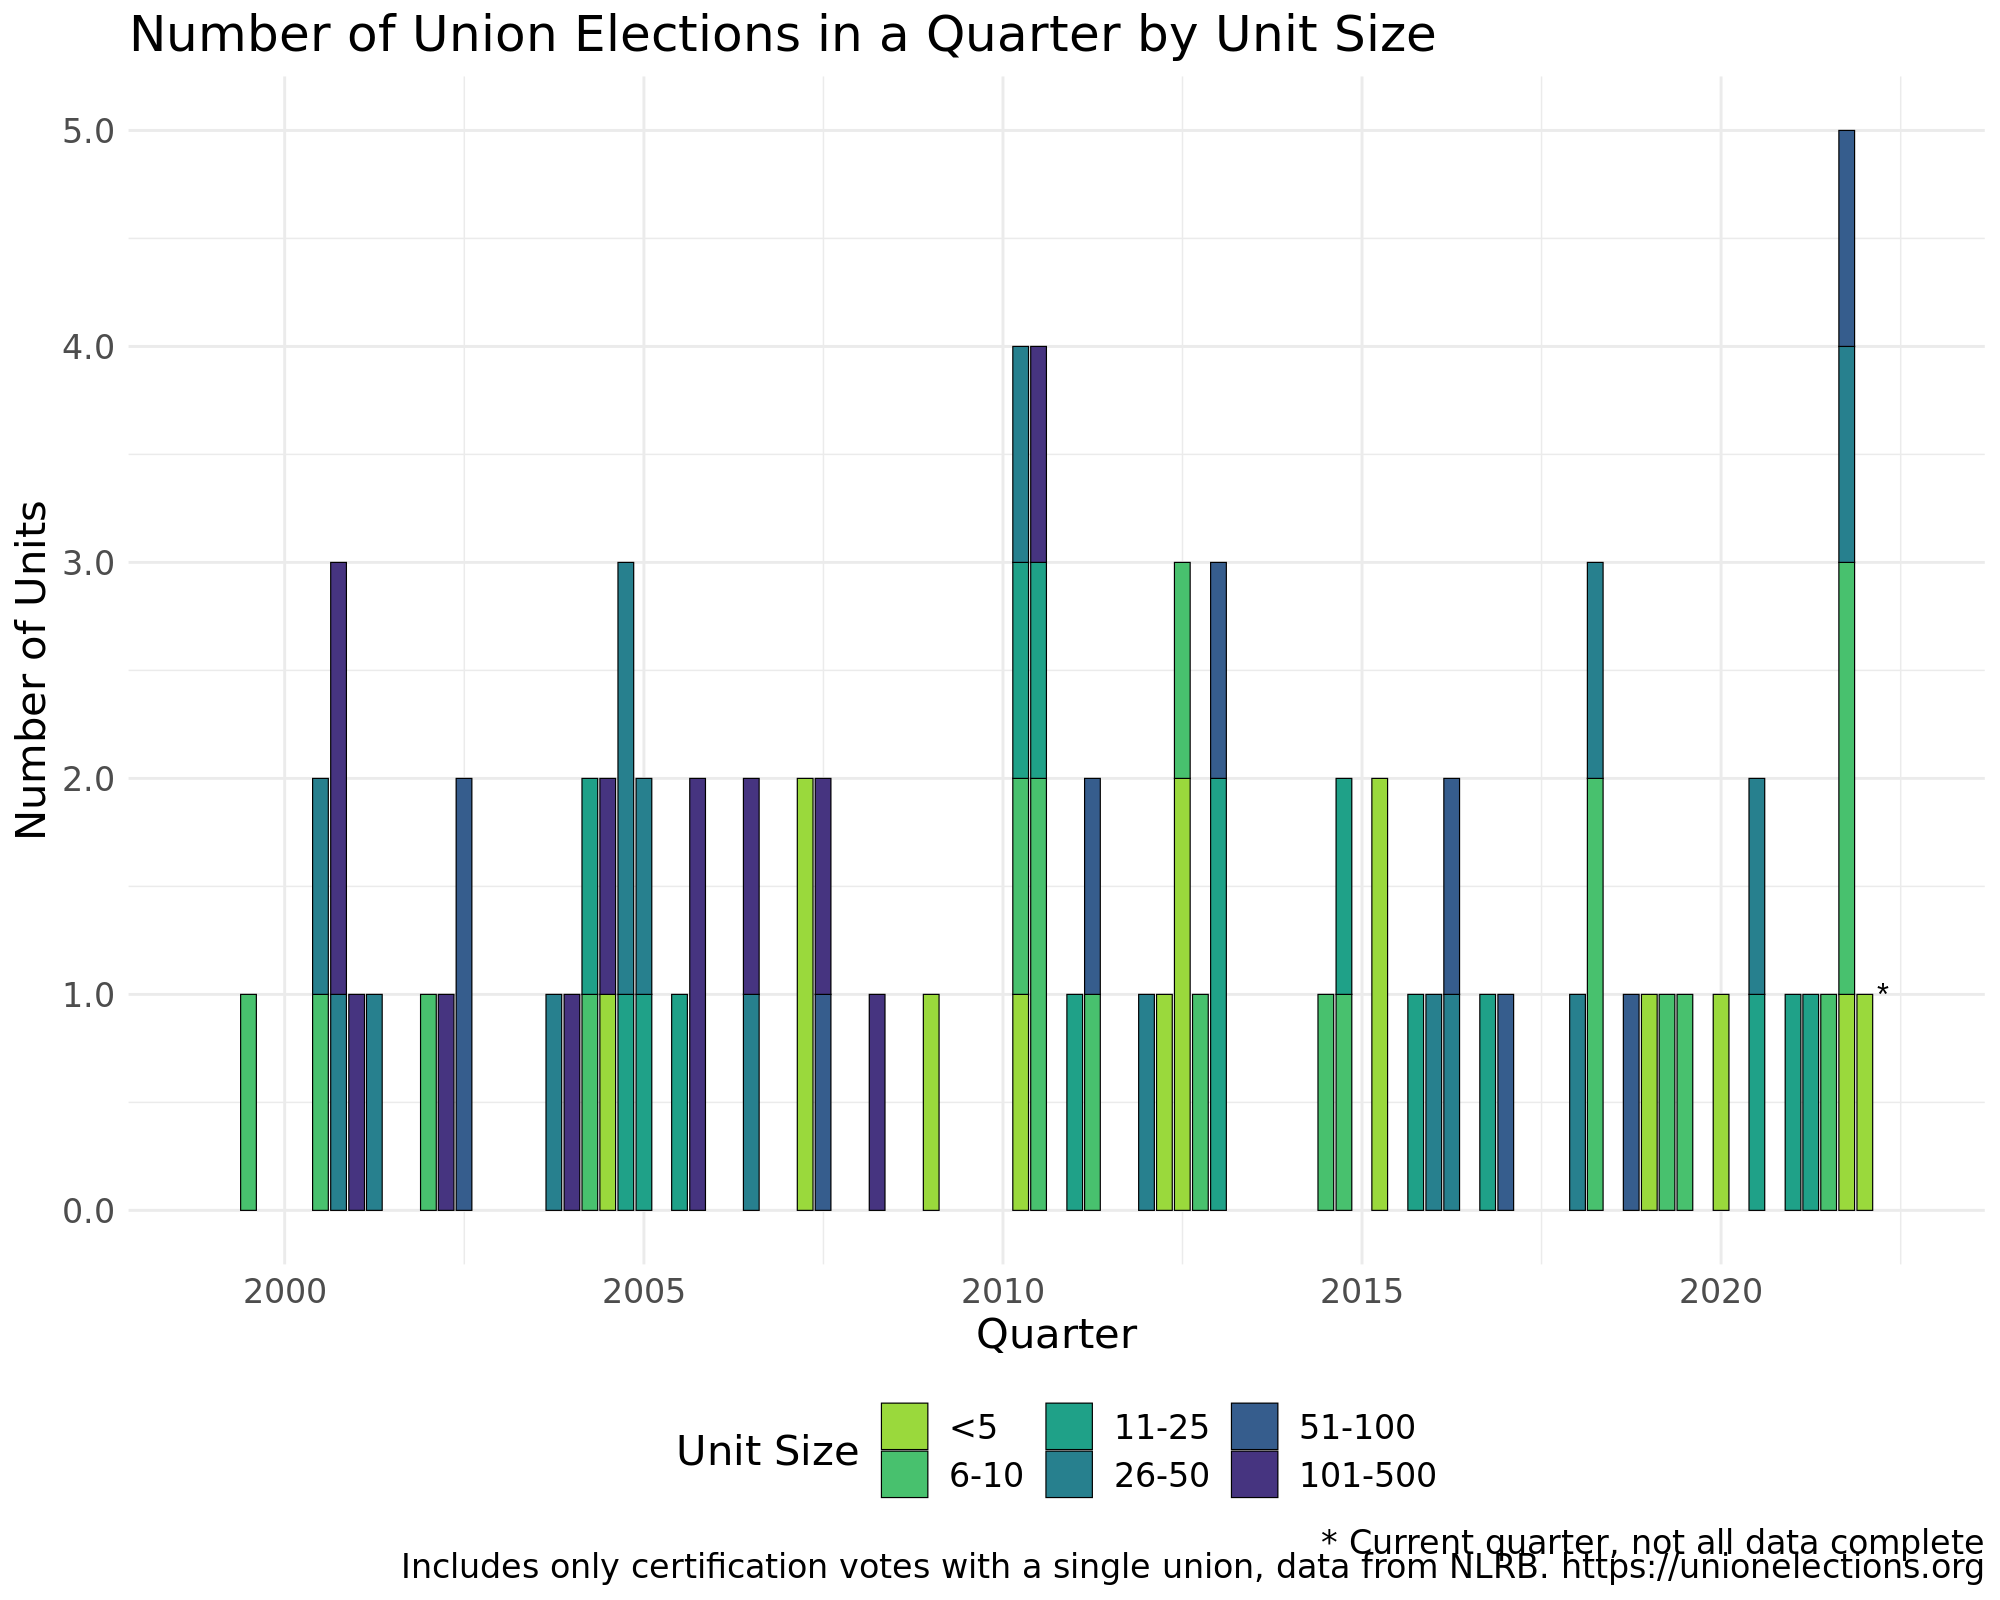 Number of Union Elections in a Quarter by Unit Size
Number of Units
5.0
4.0
3.0
2.0
1.0
0.0
*
2000 2005 2010 2015 2020
Quarter
Unit Size
<5 11-25 51-100
6-10 26-50 101-500
* Current quarter, not all data complete
Includes only certification votes with a single union, data from NLRB. https://unionelections.org